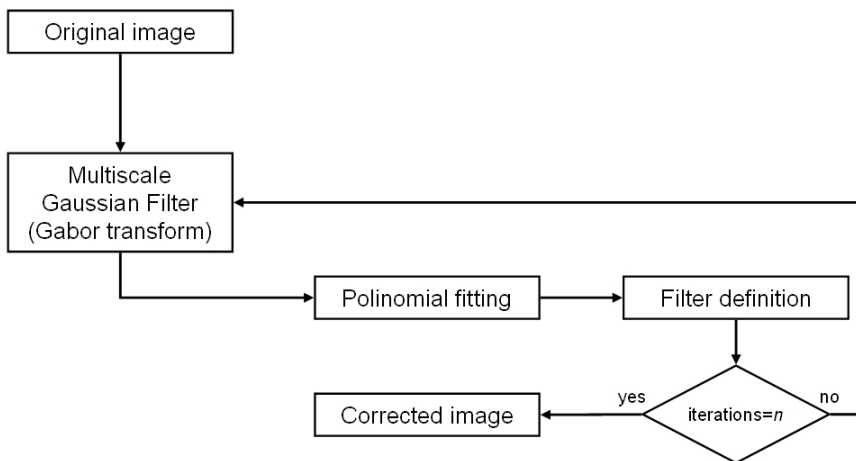 Original image
Multiscale
Gaussian Filter
(Gabor transform)
Polinomial fitting
Filter definition
yes
no
iterations=n
Corrected image